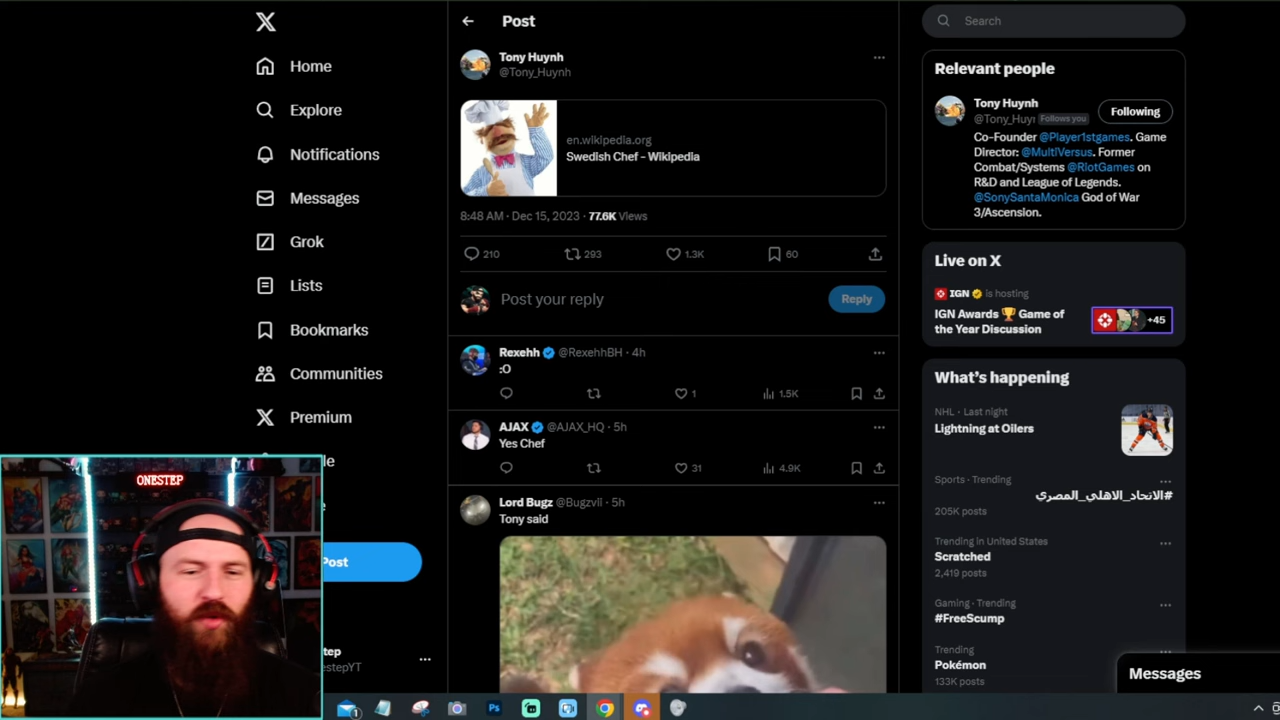 Home
Explore
Notifications
Messages
Grok
Lists
Bookmarks
Communities
Premium
le
e
Post
tep
estepYT
ONESTEP
Post
Tony Huynh
@Tony_Huynh
en.wikipedia.org
Swedish Chef - Wikipedia
8:48 AM · Dec 15, 2023 · 77.6K Views
210 293 1.3K 60
Post your reply
Reply
Rexehh @RexehhBH · 4h
:O
1 1.5K
AJAX @AJAX_HQ · 5h
Yes Chef
31 4.9K
Lord Bugz @Bugzvii · 5h
Tony said
Search
Relevant people
Tony Huynh
@Tony_Huyr Follows you
Following
Co-Founder @Player1stgames. Game
Director: @MultiVersus. Former
Combat/Systems @RiotGames on
R&D and League of Legends.
@SonySantaMonica God of War
3/Ascension.
Live on X
IGN is hosting
IGN Awards 🏆 Game of
the Year Discussion
+45
What's happening
NHL · Last night
Lightning at Oilers
Sports · Trending
#الاتحاد_الاهلي_المصري
205K posts
Trending in United States
Scratched
2,419 posts
Gaming · Trending
#FreeScump
Trending
Pokémon
133K posts
Messages
Ps